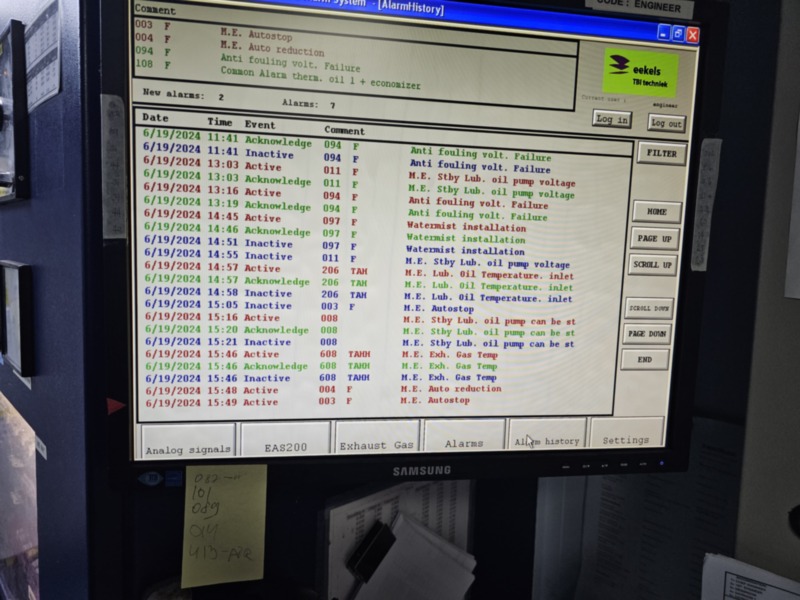 System - [AlarmHistory]
CODE: ENGINEER
Comment
003 F M.E. Autostop
004 F M.E. Auto reduction
094 F Anti fouling volt. Failure
108 F Common Alarm therm. oil 1 + economizer
eekels
TBI techniek
New alarms: 2 Alarms: 7
Current user : engineer
Log in Log out
Date Time Event Comment
6/19/2024 11:41 Acknowledge 094 F Anti fouling volt. Failure
6/19/2024 11:41 Inactive 094 F Anti fouling volt. Failure
6/19/2024 13:03 Active 011 F M.E. Stby Lub. oil pump voltage
6/19/2024 13:03 Acknowledge 011 F M.E. Stby Lub. oil pump voltage
6/19/2024 13:16 Active 094 F Anti fouling volt. Failure
6/19/2024 13:19 Acknowledge 094 F Anti fouling volt. Failure
6/19/2024 14:45 Active 097 F Watermist installation
6/19/2024 14:46 Acknowledge 097 F Watermist installation
6/19/2024 14:51 Inactive 097 F Watermist installation
6/19/2024 14:55 Inactive 011 F M.E. Stby Lub. oil pump voltage
6/19/2024 14:57 Active 206 TAH M.E. Lub. Oil Temperature. inlet
6/19/2024 14:57 Acknowledge 206 TAH M.E. Lub. Oil Temperature. inlet
6/19/2024 14:58 Inactive 206 TAH M.E. Lub. Oil Temperature. inlet
6/19/2024 15:05 Inactive 003 F M.E. Autostop
6/19/2024 15:16 Active 008 M.E. Stby Lub. oil pump can be st
6/19/2024 15:20 Acknowledge 008 M.E. Stby Lub. oil pump can be st
6/19/2024 15:21 Inactive 008 M.E. Stby Lub. oil pump can be st
6/19/2024 15:46 Active 608 TAHH M.E. Exh. Gas Temp
6/19/2024 15:46 Acknowledge 608 TAHH M.E. Exh. Gas Temp
6/19/2024 15:46 Inactive 608 TAHH M.E. Exh. Gas Temp
6/19/2024 15:48 Active 004 F M.E. Auto reduction
6/19/2024 15:49 Active 003 F M.E. Autostop
FILTER
HOME
PAGE UP
SCROLL UP
SCROLL DOWN
PAGE DOWN
END
Analog signals EAS200 Exhaust Gas Alarms Alarm history Settings
SAMSUNG
101